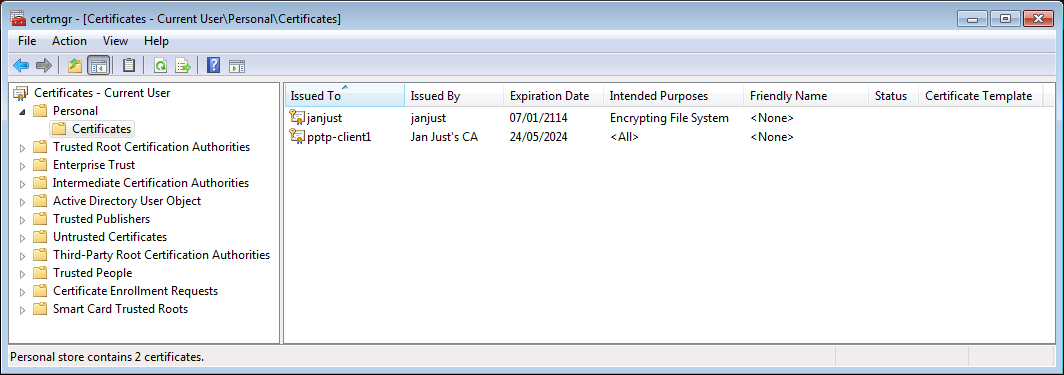 certmgr - [Certificates - Current User\Personal\Certificates]
File Action View Help
Certificates - Current User
Personal
Certificates
Trusted Root Certification Authorities
Enterprise Trust
Intermediate Certification Authorities
Active Directory User Object
Trusted Publishers
Untrusted Certificates
Third-Party Root Certification Authorities
Trusted People
Certificate Enrollment Requests
Smart Card Trusted Roots
Issued To Issued By Expiration Date Intended Purposes Friendly Name Status Certificate Template
janjust janjust 07/01/2114 Encrypting File System <None>
pptp-client1 Jan Just's CA 24/05/2024 <All> <None>
Personal store contains 2 certificates.